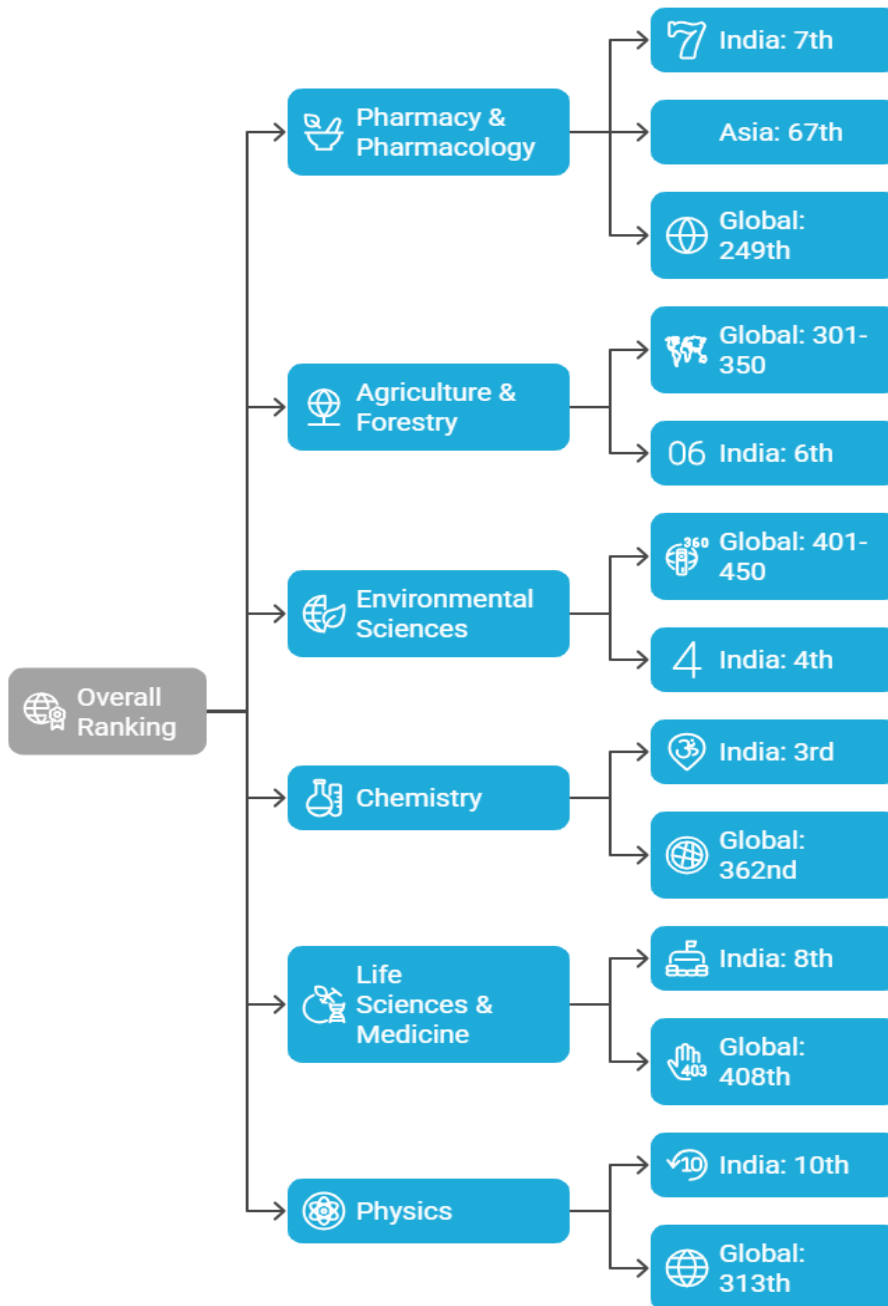 Overall
Ranking
Pharmacy &
Pharmacology
7
India: 7th
Asia: 67th
Global:
249th
Agriculture &
Forestry
Global: 301-
350
06
India: 6th
Environmental
Sciences
360
Global: 401-
450
4
India: 4th
Chemistry
ॐ
India: 3rd
Global:
362nd
Life
Sciences &
Medicine
India: 8th
403
Global:
408th
Physics
10
India: 10th
Global:
313th